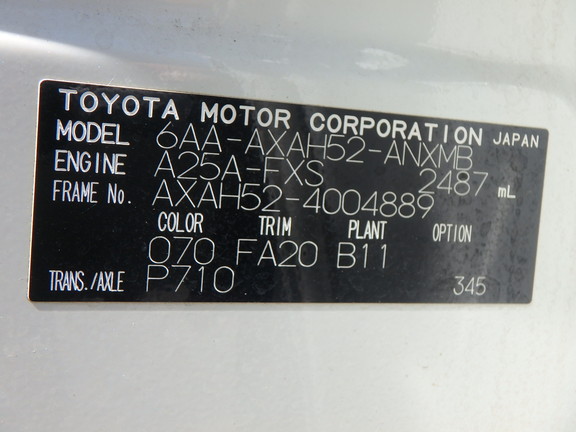 TOYOTA MOTOR CORPORATION JAPAN
MODEL 6AA-AXAH52-ANXMB
ENGINE A25A-FXS 2487 mL
FRAME No. AXAH52-4004889
COLOR TRIM PLANT OPTION
070 FA20 B11
TRANS./AXLE P710 345